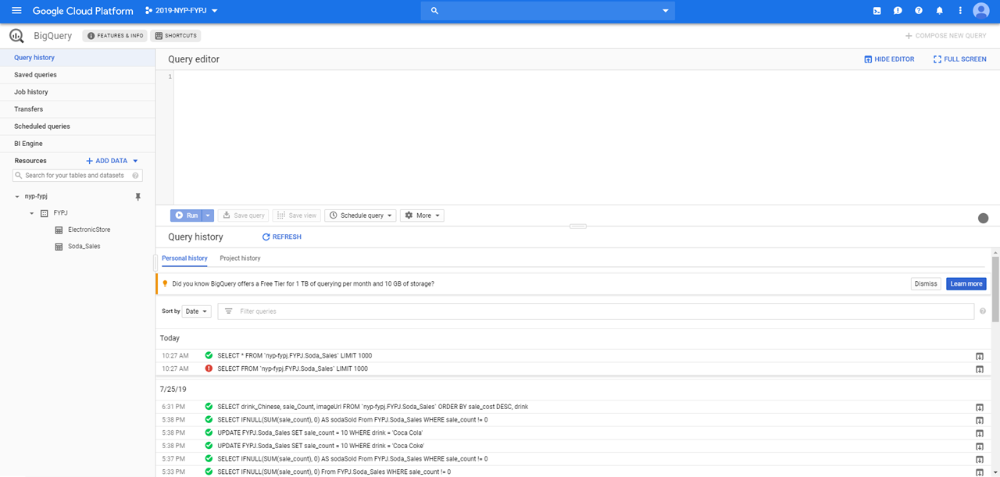 Google Cloud Platform 2019-NYP-FYPJ
BigQuery FEATURES & INFO SHORTCUTS COMPOSE NEW QUERY
Query history
Saved queries
Job history
Transfers
Scheduled queries
BI Engine
Resources ADD DATA
Search for your tables and datasets
nyp-fypj
FYPJ
ElectronicStore
Soda_Sales
Query editor HIDE EDITOR FULL SCREEN
1
Run Save query Save view Schedule query More
Query history REFRESH
Personal history Project history
Did you know BigQuery offers a Free Tier for 1 TB of querying per month and 10 GB of storage? Dismiss Learn more
Sort by Date Filter queries
Today
10:27 AM SELECT * FROM `nyp-fypj.FYPJ.Soda_Sales` LIMIT 1000
10:27 AM SELECT FROM `nyp-fypj.FYPJ.Soda_Sales` LIMIT 1000
7/25/19
6:31 PM SELECT drink_Chinese, sale_Count, imageUrl FROM `nyp-fypj.FYPJ.Soda_Sales` ORDER BY sale_cost DESC, drink
5:38 PM SELECT IFNULL(SUM(sale_count), 0) AS sodaSold From FYPJ.Soda_Sales WHERE sale_count != 0
5:38 PM UPDATE FYPJ.Soda_Sales SET sale_count = 10 WHERE drink = 'Coca Cola'
5:38 PM UPDATE FYPJ.Soda_Sales SET sale_count = 10 WHERE drink = 'Coca Coke'
5:37 PM SELECT IFNULL(SUM(sale_count), 0) AS sodaSold From FYPJ.Soda_Sales WHERE sale_count != 0
5:33 PM SELECT IFNULL(SUM(sale_count), 0) From FYPJ.Soda_Sales WHERE sale_count != 0